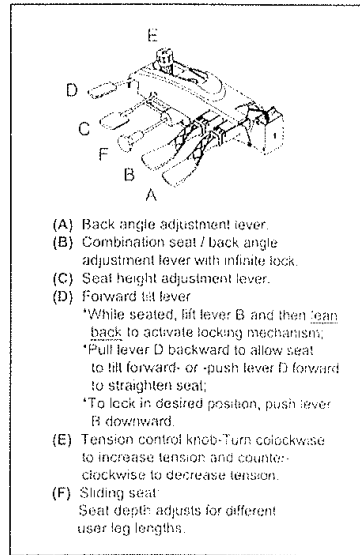 E
D
C
F
B
A
(A) Back angle adjustment lever.
(B) Combination seat / back angle
adjustment lever with infinite lock.
(C) Seat height adjustment lever.
(D) Forward tilt lever
*While seated, lift lever B and then lean
back to activate locking mechanism;
*Pull lever D backward to allow seat
to tilt forward- or -push lever D forward
to straighten seat;
*To lock in desired position, push lever
B downward.
(E) Tension control knob-Turn colockwise
to increase tension and counter-
clockwise to decrease tension.
(F) Sliding seat
Seat depth adjusts for different
user leg lengths.